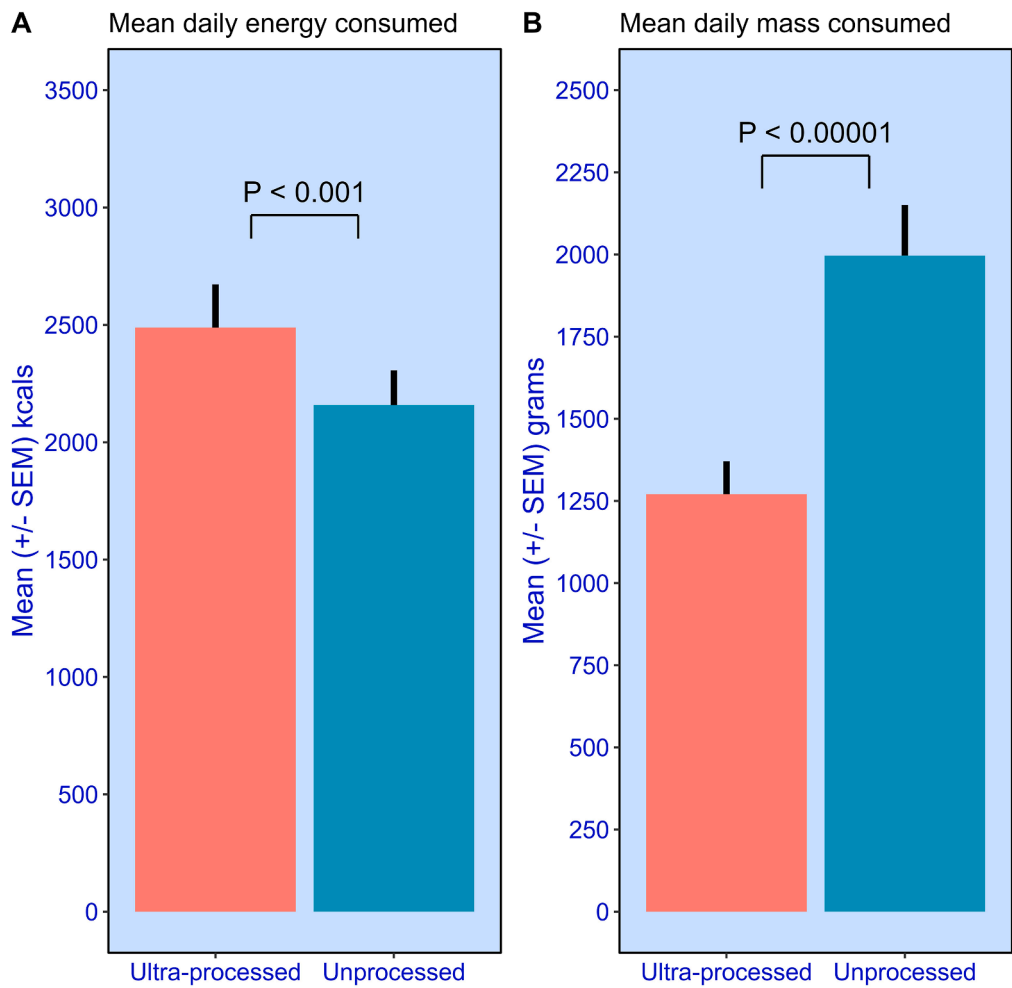 A Mean daily energy consumed
Mean (+/- SEM) kcals
3500
3000
2500
2000
1500
1000
500
0
P < 0.001
Ultra-processed Unprocessed
B Mean daily mass consumed
Mean (+/- SEM) grams
2500
2250
2000
1750
1500
1250
1000
750
500
250
0
P < 0.00001
Ultra-processed Unprocessed